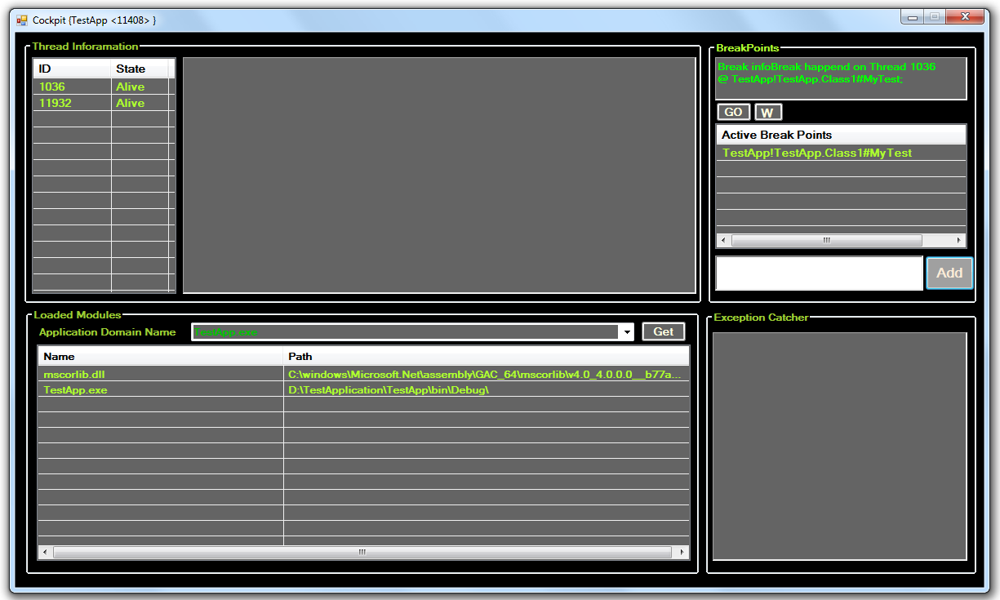 Cockpit {TestApp <11408> }
Thread Inforamation
ID State
1036 Alive
11932 Alive
BreakPoints
Break infoBreak happend on Thread 1036
@ TestApp!TestApp.Class1#MyTest;
GO W
Active Break Points
TestApp!TestApp.Class1#MyTest
Add
Loaded Modules
Application Domain Name TestApp.exe Get
Name Path
mscorlib.dll C:\windows\Microsoft.Net\assembly\GAC_64\mscorlib\v4.0_4.0.0.0__b77a...
TestApp.exe D:\TestApplication\TestApp\bin\Debug\
Exception Catcher